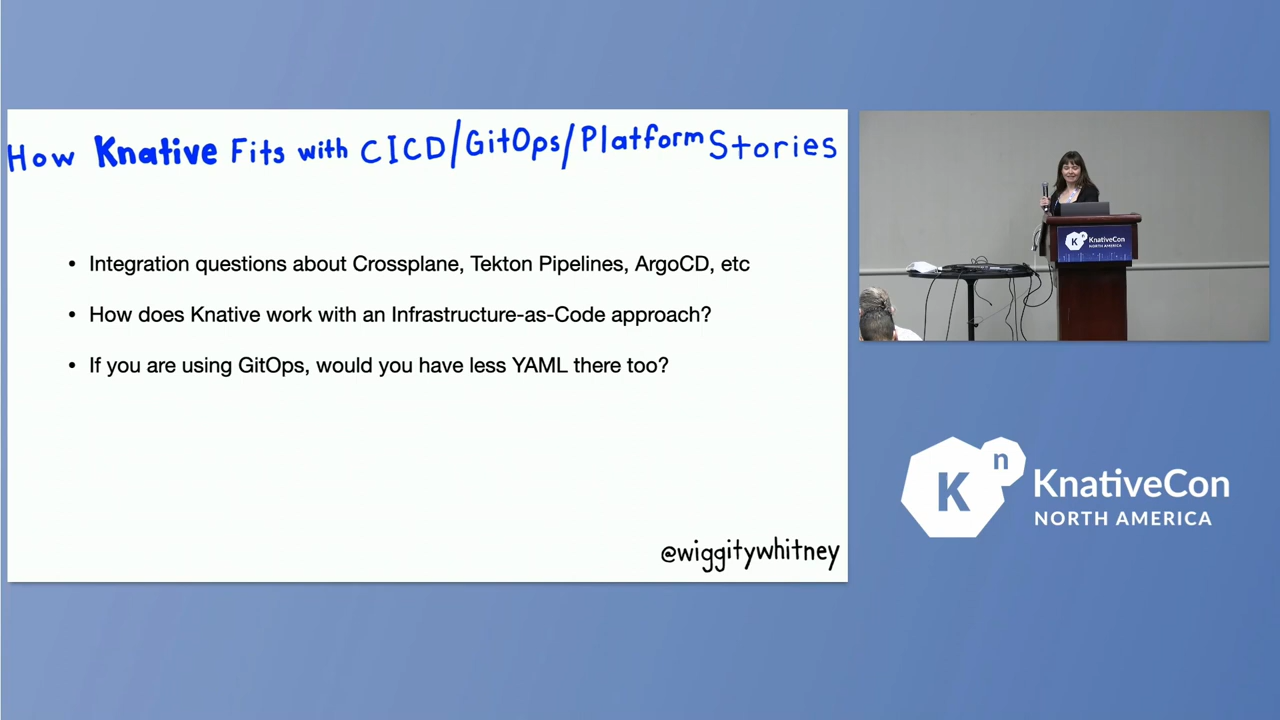 How Knative Fits with CICD/GitOps/Platform Stories
• Integration questions about Crossplane, Tekton Pipelines, ArgoCD, etc
• How does Knative work with an Infrastructure-as-Code approach?
• If you are using GitOps, would you have less YAML there too?
@wiggitywhitney
K n
KnativeCon
NORTH AMERICA
K n
KnativeCon
NORTH AMERICA